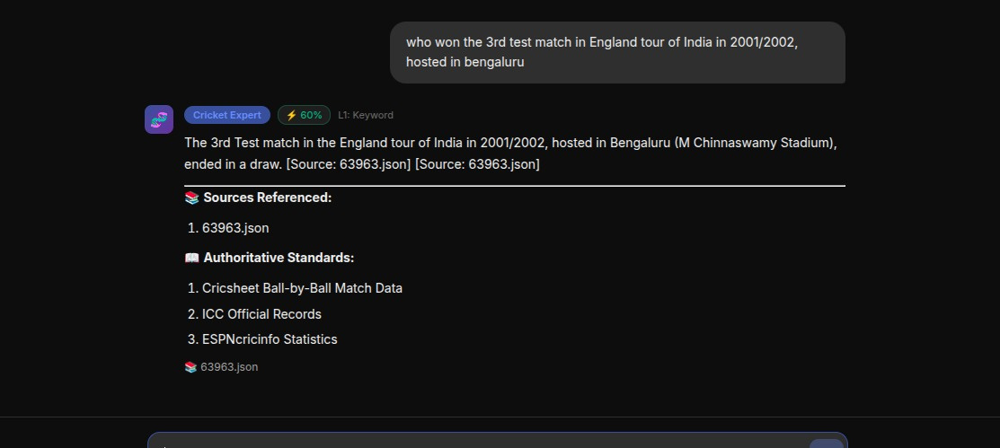 who won the 3rd test match in England tour of India in 2001/2002,
hosted in bengaluru
Cricket Expert ⚡ 60% L1: Keyword
The 3rd Test match in the England tour of India in 2001/2002, hosted in Bengaluru (M Chinnaswamy Stadium),
ended in a draw. [Source: 63963.json] [Source: 63963.json]
📚 Sources Referenced:
1. 63963.json
📖 Authoritative Standards:
1. Cricsheet Ball-by-Ball Match Data
2. ICC Official Records
3. ESPNcricinfo Statistics
📚 63963.json